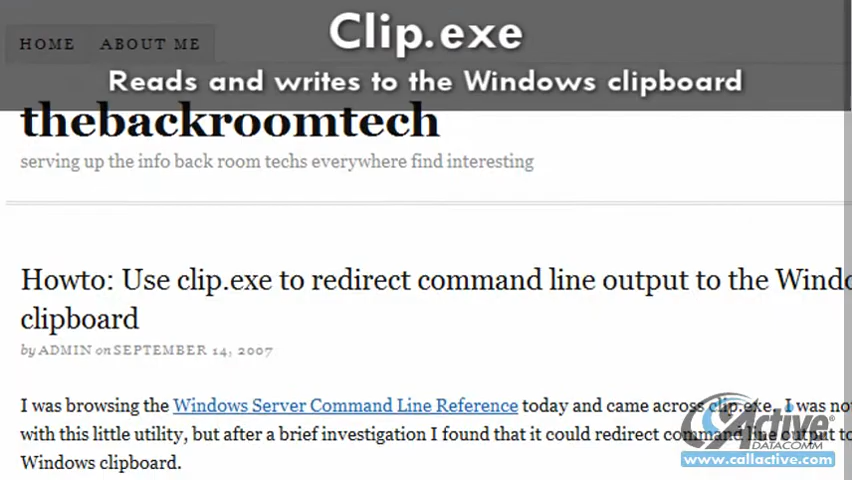 Clip.exe
HOME ABOUT ME
Reads and writes to the Windows clipboard
thebackroomtech
serving up the info back room techs everywhere find interesting
Howto: Use clip.exe to redirect command line output to the Windo
clipboard
by ADMIN on SEPTEMBER 14, 2007
I was browsing the Windows Server Command Line Reference today and came across clip.exe. I was no
with this little utility, but after a brief investigation I found that it could redirect command line output to
Windows clipboard.
Active
DATACOMM
www.callactive.com